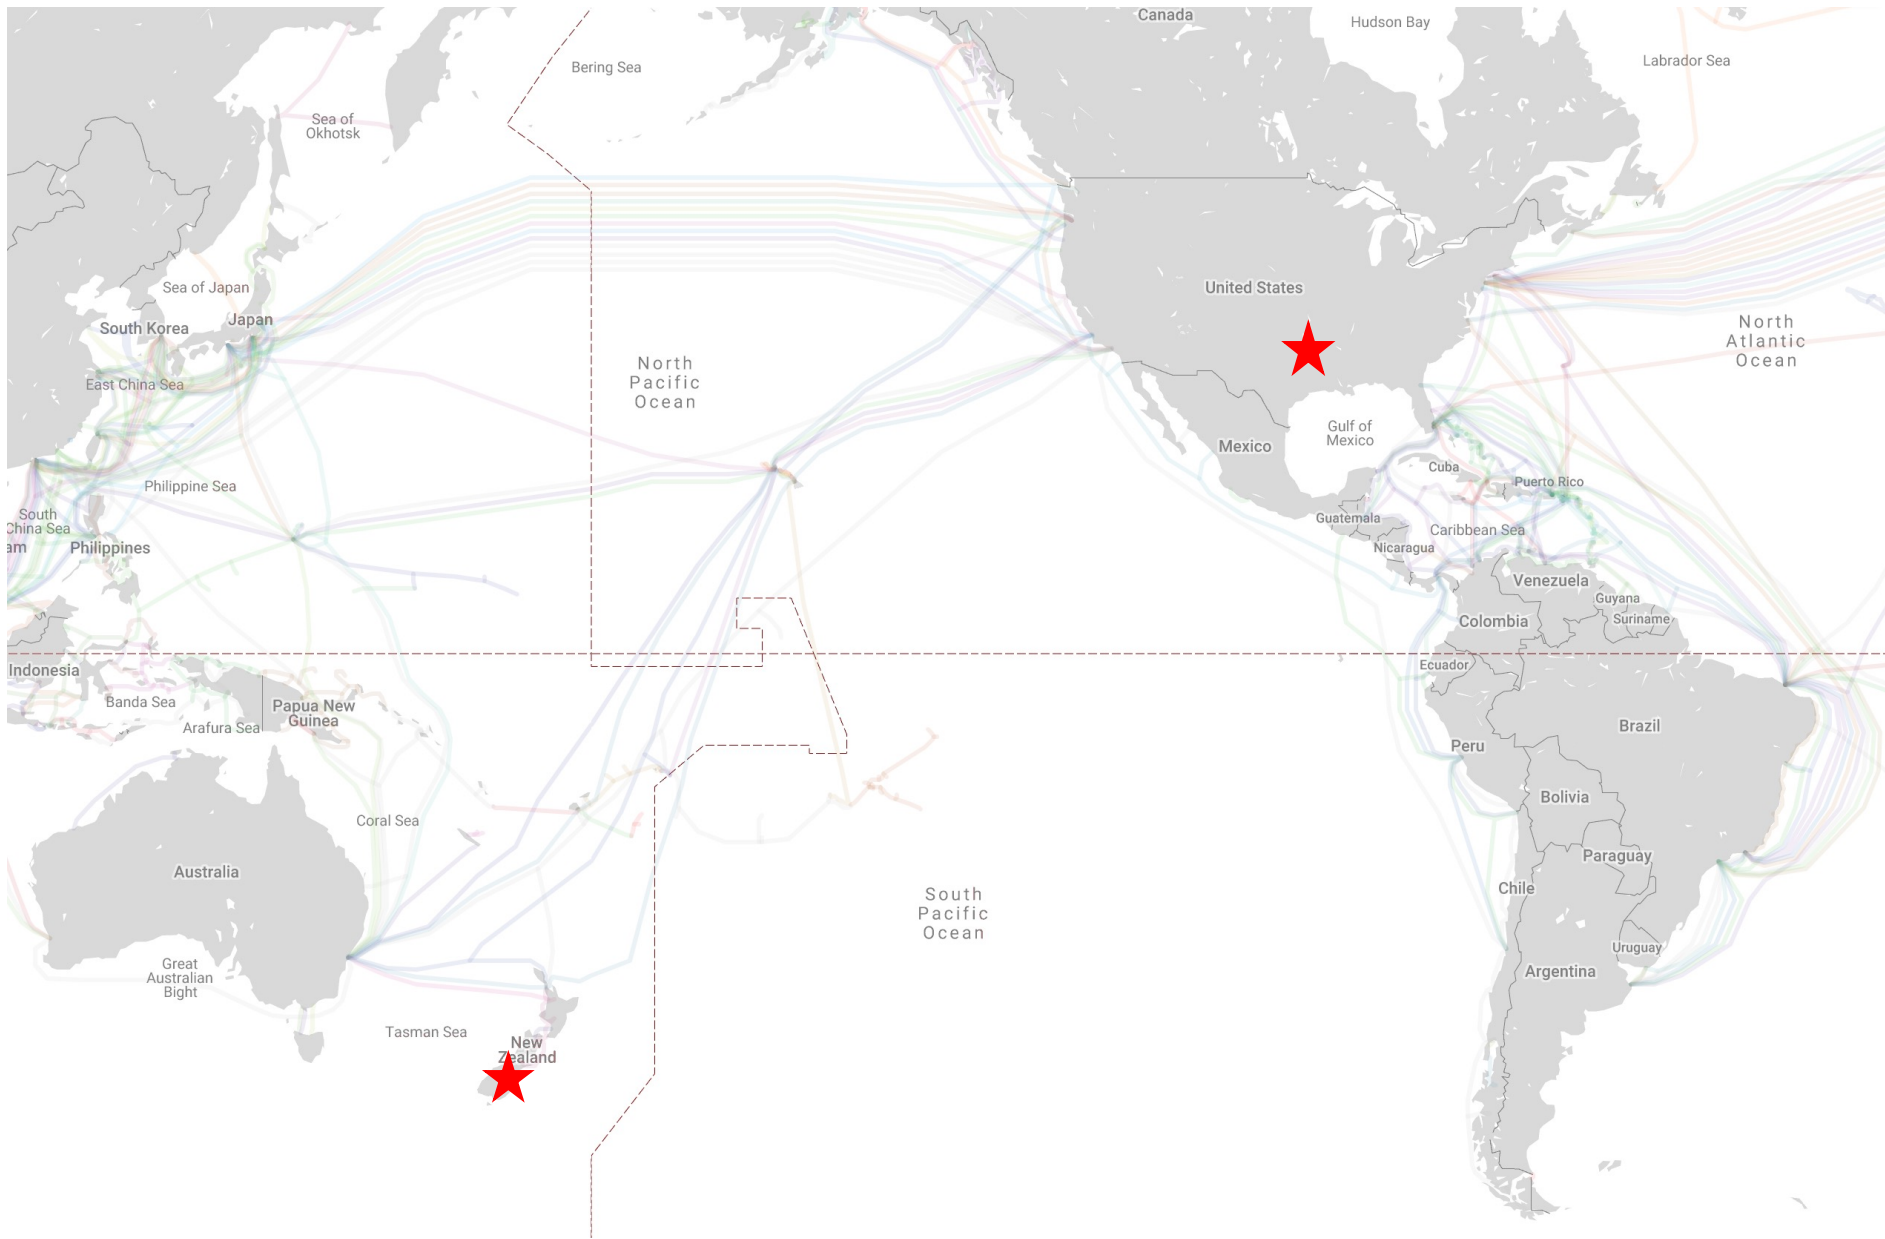 Canada
Hudson Bay
Labrador Sea
Bering Sea
Sea of
Okhotsk
Sea of Japan
South Korea
Japan
United States
North
Atlantic
Ocean
North
Pacific
Ocean
East China Sea
Gulf of
Mexico
Mexico
Cuba
Puerto Rico
Philippine Sea
South
China Sea
am
Philippines
Guatemala
Caribbean Sea
Nicaragua
Venezuela
Guyana
Suriname
Colombia
Indonesia
Ecuador
Banda Sea
Papua New
Guinea
Arafura Sea
Brazil
Peru
Bolivia
Coral Sea
Australia
Paraguay
Chile
South
Pacific
Ocean
Uruguay
Argentina
Great
Australian
Bight
Tasman Sea
New
Zealand